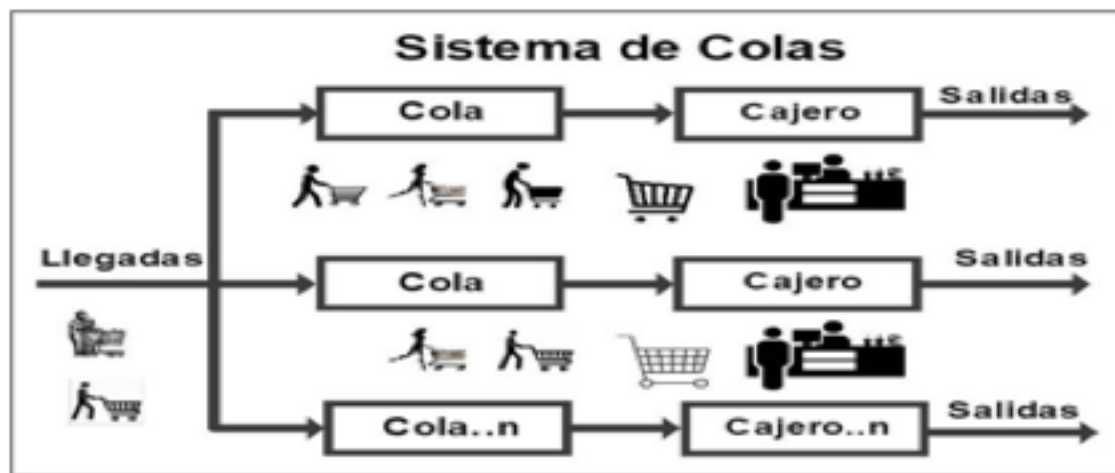 Sistema de Colas
Cola
Cajero
Salidas
Llegadas
Cola
Cajero
Salidas
Cola..n
Cajero..n
Salidas